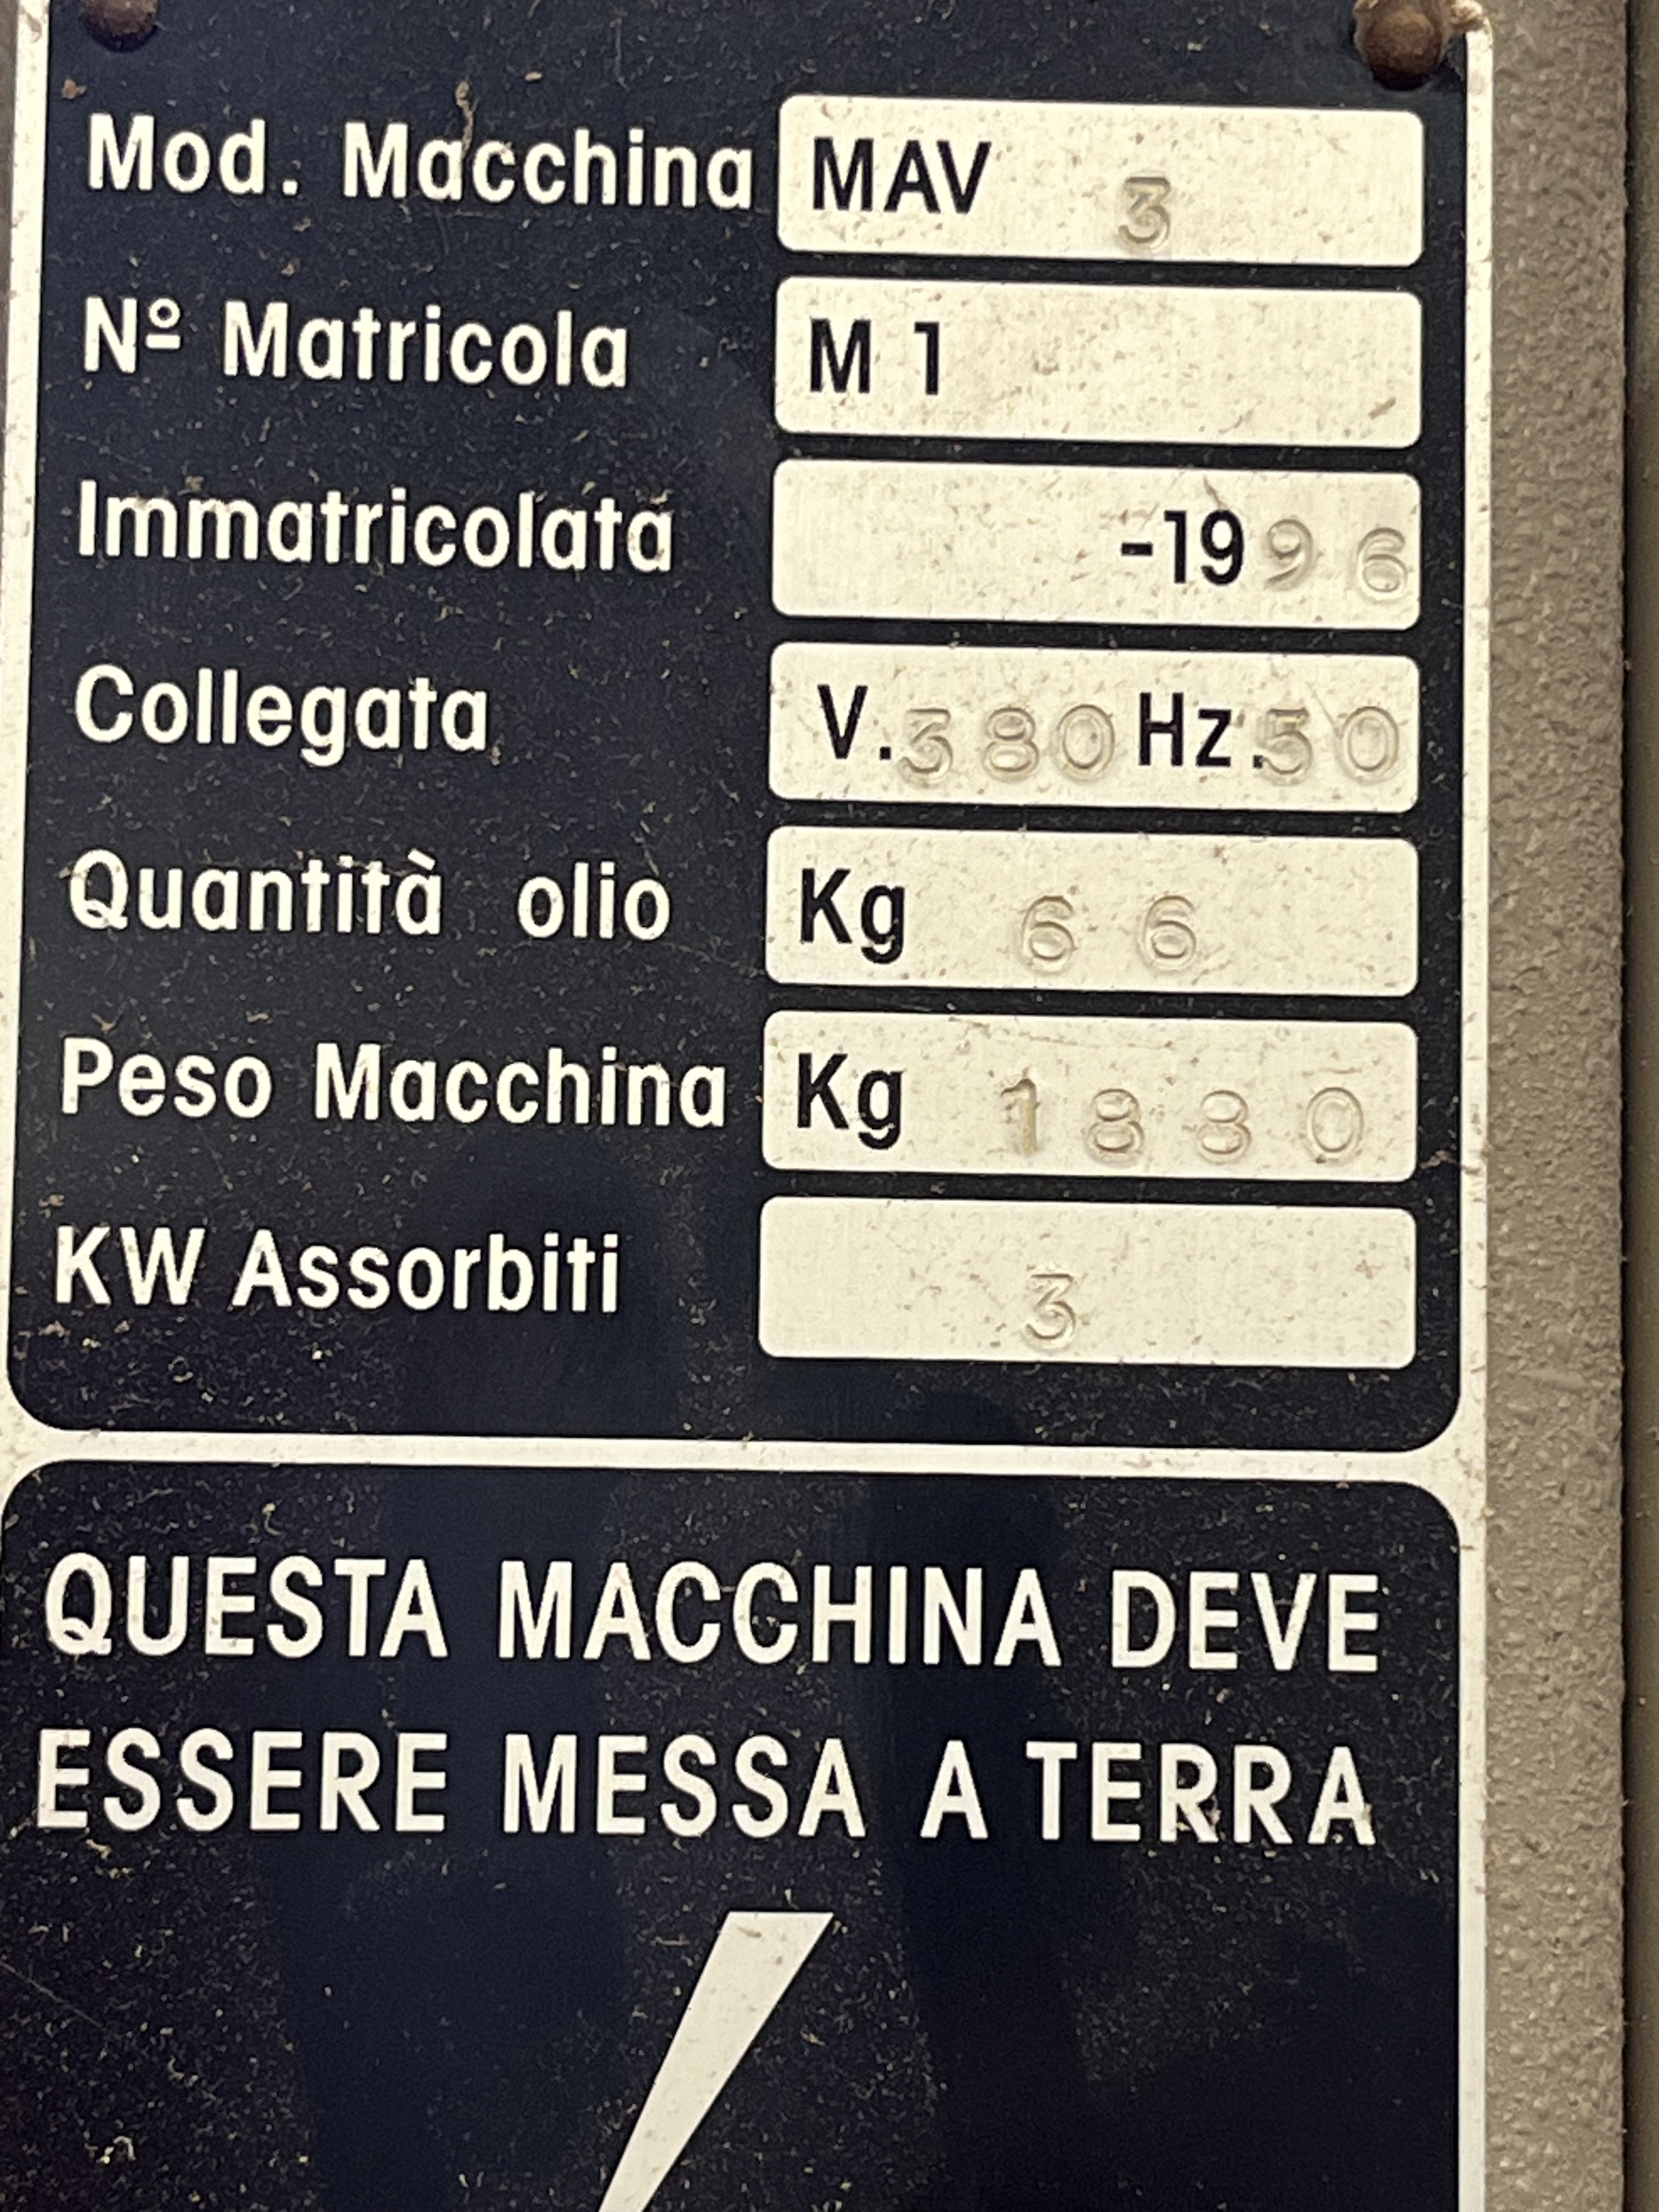 Mod. Macchina MAV 3
Nº Matricola M 1
Immatricolata -1996
Collegata V.380 Hz.50
Quantità olio Kg 66
Peso Macchina Kg 1880
KW Assorbiti 3
QUESTA MACCHINA DEVE
ESSERE MESSA A TERRA